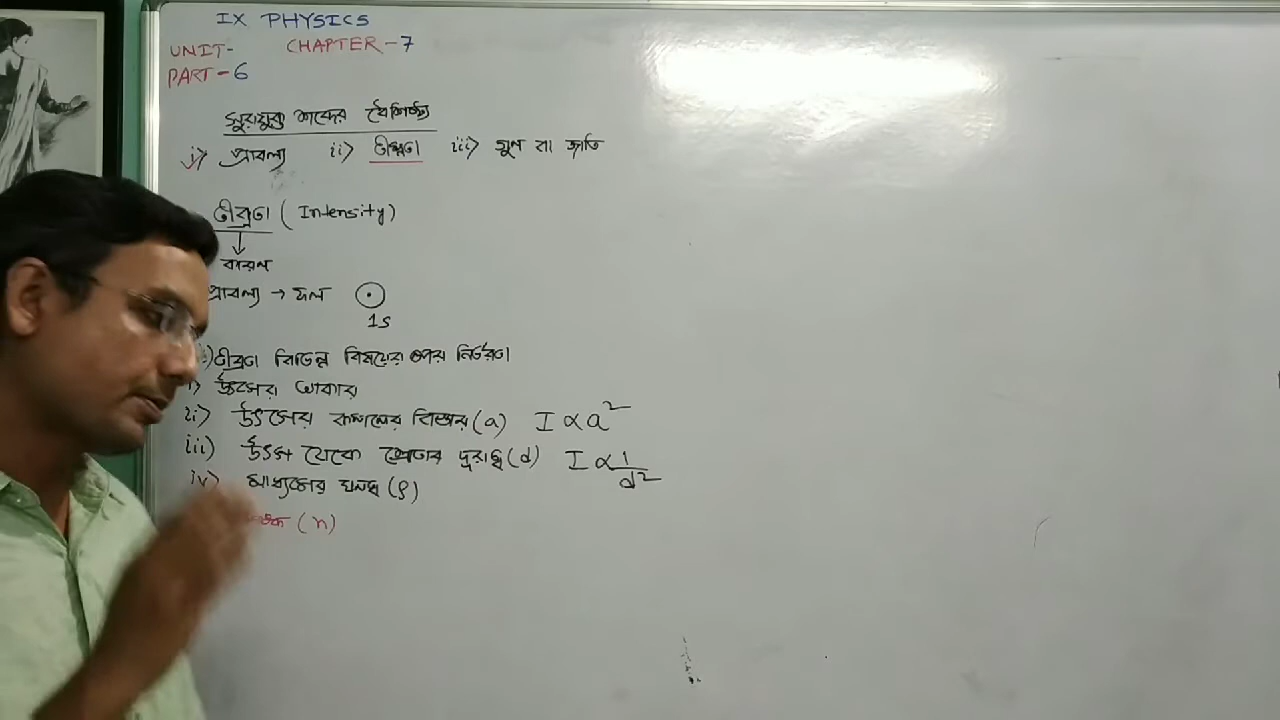 IX PHYSICS
UNIT- CHAPTER-7
PART-6
সুরযুক্ত শব্দের বৈশিষ্ট্য
i> প্রাবল্য ii> তীক্ষ্ণতা iii> গুণ বা জাতি
তীব্রতা (Intensity)
কারণ
প্রাবল্য → ফল
1s
তীব্রতা বিভিন্ন বিষয়ের ওপর নির্ভরতা
i> উৎসের আকার
ii> উৎসের কম্পনের বিস্তার (a) I ∝ a²
iii) উৎস থেকে শ্রোতার দূরত্ব (d) I ∝ 1/d²
iv> মাধ্যমের ঘনত্ব (ρ)
(n)